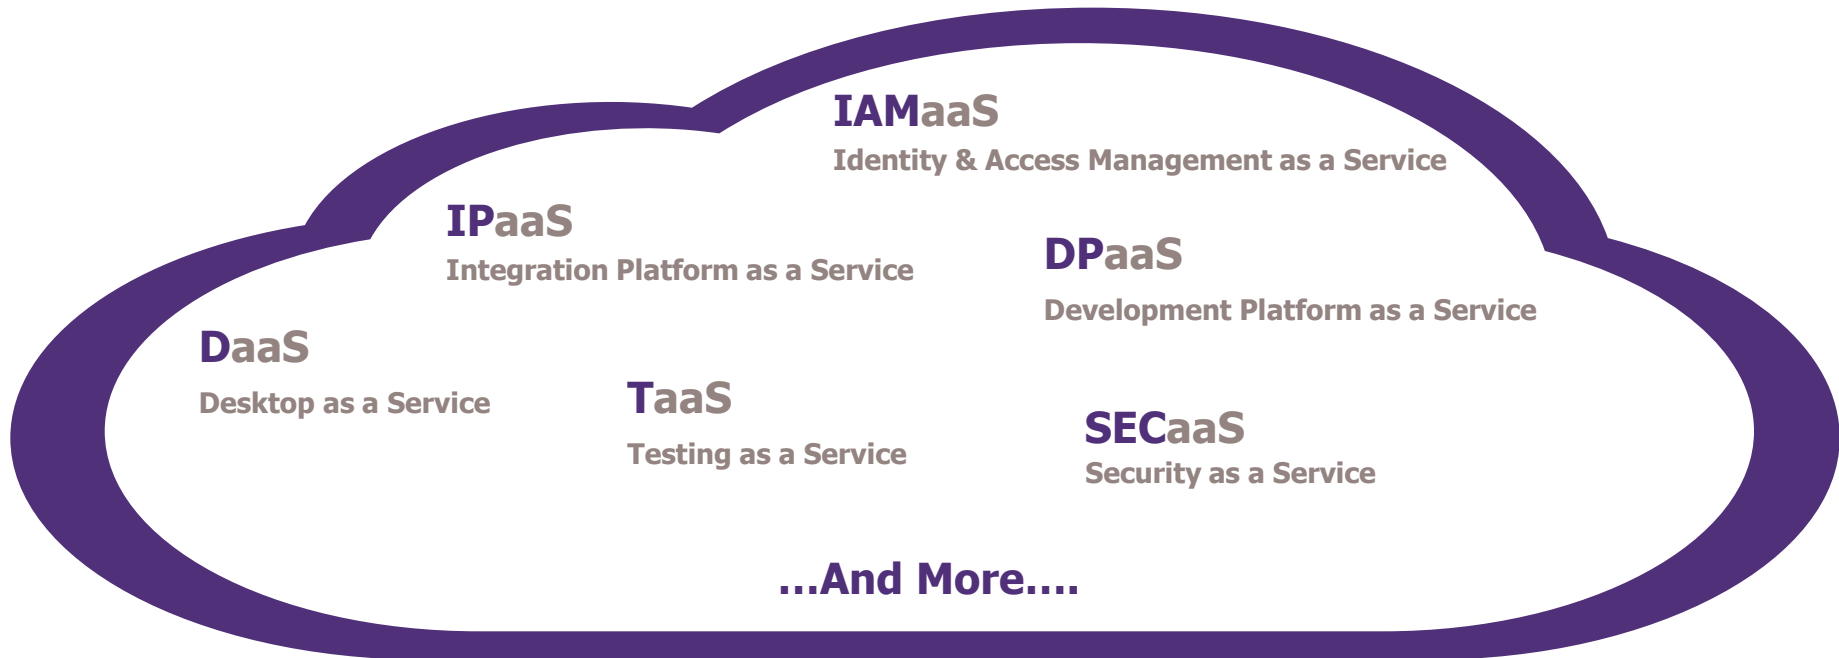 IAMaaS
Identity & Access Management as a Service
IPaaS
Integration Platform as a Service
DPaaS
Development Platform as a Service
DaaS
Desktop as a Service
TaaS
Testing as a Service
SECaaS
Security as a Service
...And More....